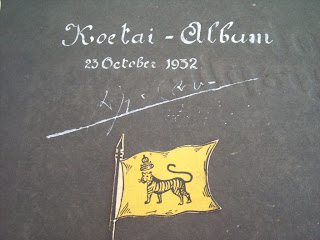 Koetai - Album
23 October 1932